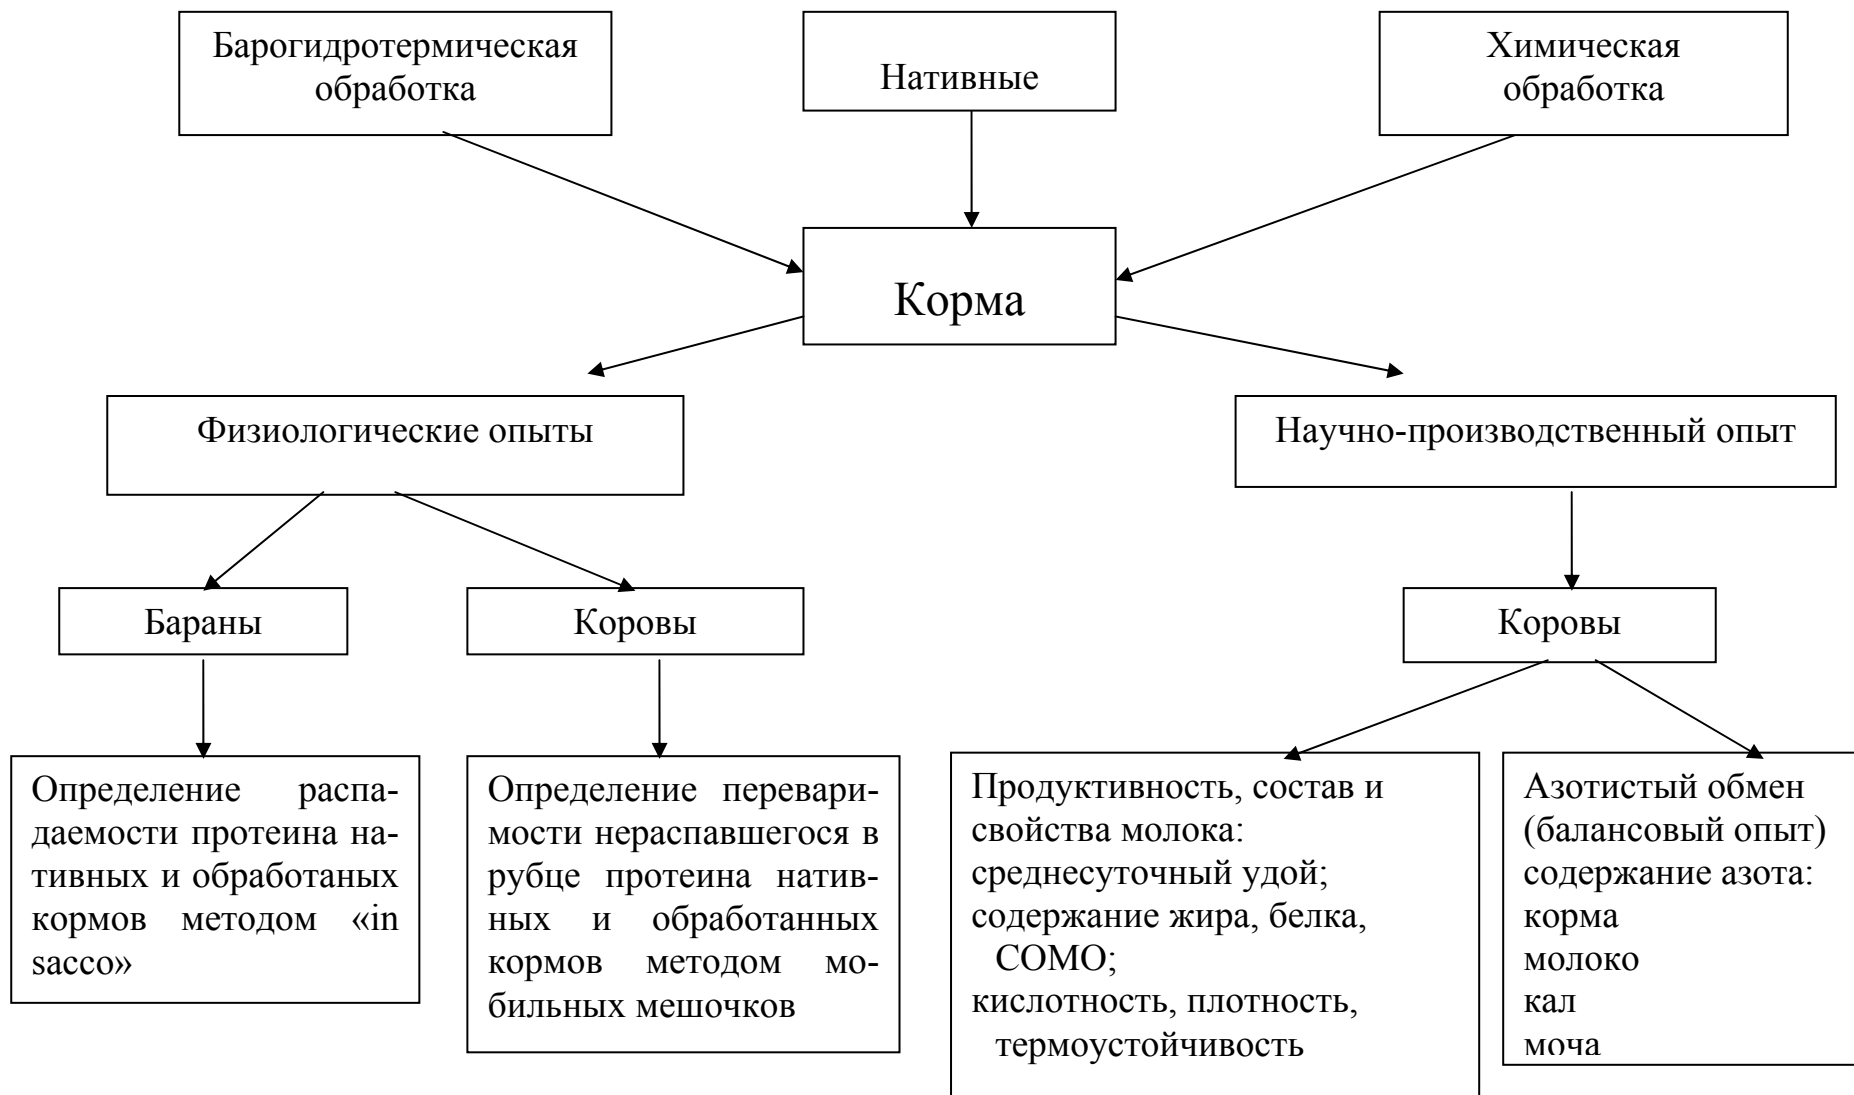 Барогидротермическая
обработка
Нативные
Химическая
обработка
Корма
Физиологические опыты
Научно-производственный опыт
Бараны
Коровы
Коровы
Определение распа-
даемости протеина на-
тивных и обработаных
кормов методом «in
sacco»
Определение перевари-
мости нераспавшегося в
рубце протеина натив-
ных и обработанных
кормов методом мо-
бильных мешочков
Продуктивность, состав и
свойства молока:
среднесуточный удой;
содержание жира, белка,
СОМО;
кислотность, плотность,
термоустойчивость
Азотистый обмен
(балансовый опыт)
содержание азота:
корма
молоко
кал
моча